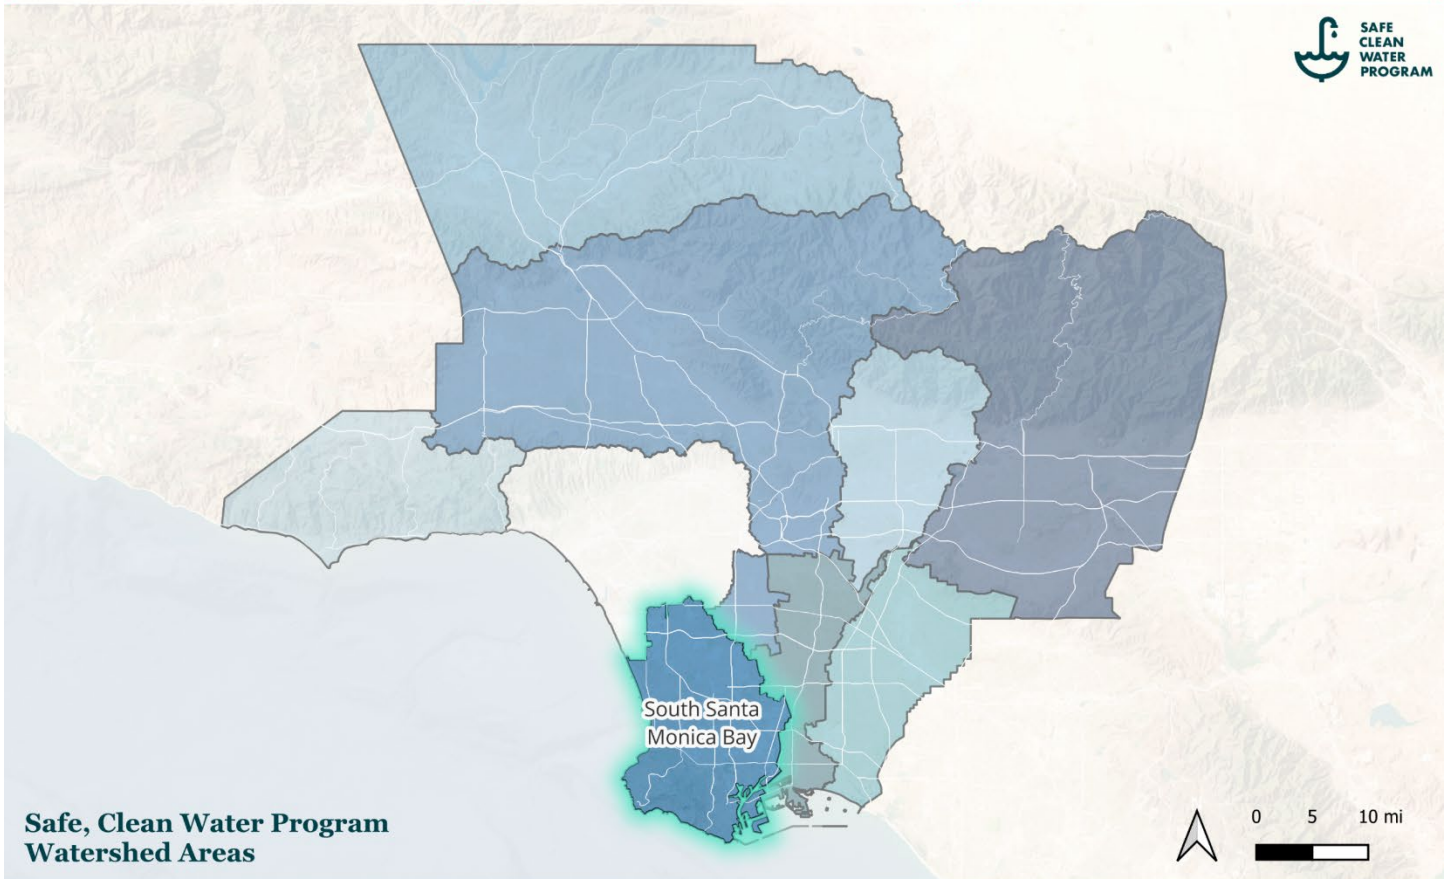 SAFE
CLEAN
WATER
PROGRAM
South Santa
Monica Bay
Safe, Clean Water Program
Watershed Areas
0 5 10 mi